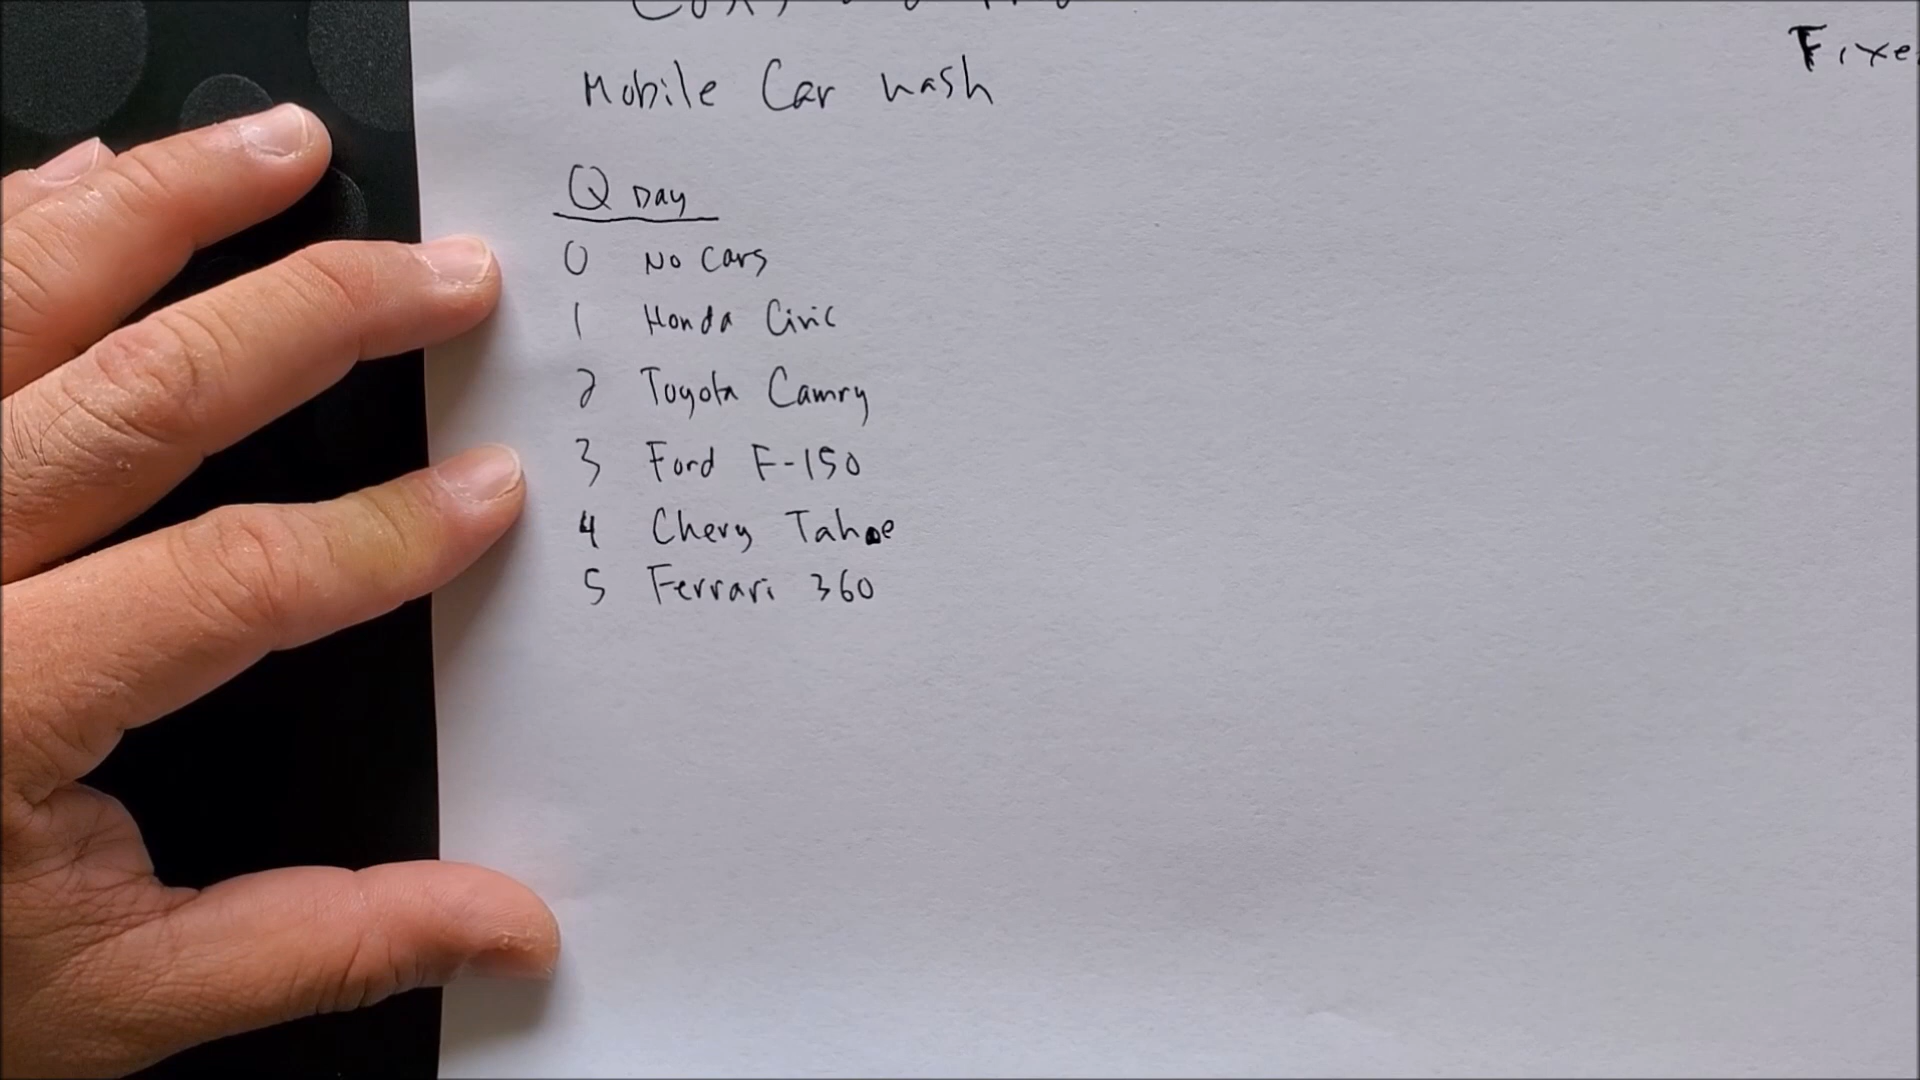 Mobile Car wash
Q Day
0 No Cars
1 Honda Civic
2 Toyota Camry
3 Ford F-150
4 Chevy Tahoe
5 Ferrari 360